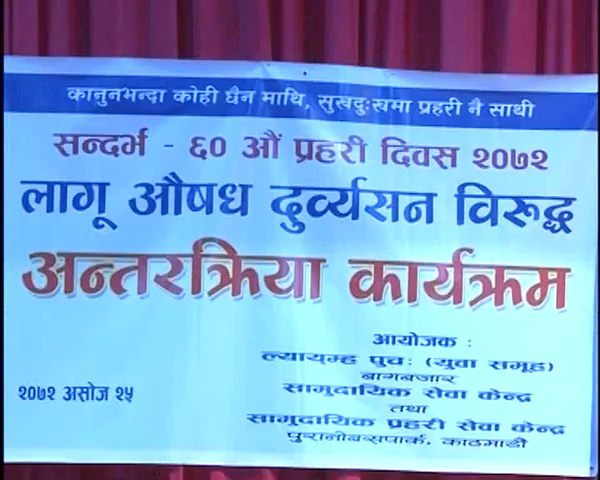 कानुनभन्दा कोही छैन माथि, सुखदुःखमा प्रहरी नै साथी
सन्दर्भ - ६० औं प्रहरी दिवस २०७२
लागू औषध दुर्व्यसन विरूद्ध
अन्तरक्रिया कार्यक्रम
आयोजक :
ल्याय्म्ह पुचः (युवा समूह)
बागबजार
सामुदायिक सेवा केन्द्र
तथा
सामुदायिक प्रहरी सेवा केन्द्र
पुरानोबसपार्क, काठमाडौं
२०७२ असोज २५